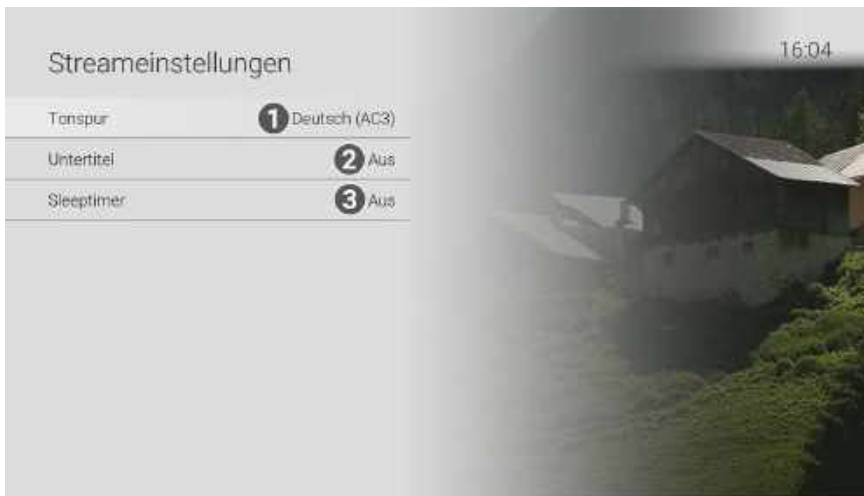 Streameinstellungen
16:04
Tonspur 1 Deutsch (AC3)
Untertitel 2 Aus
Sleeptimer 3 Aus